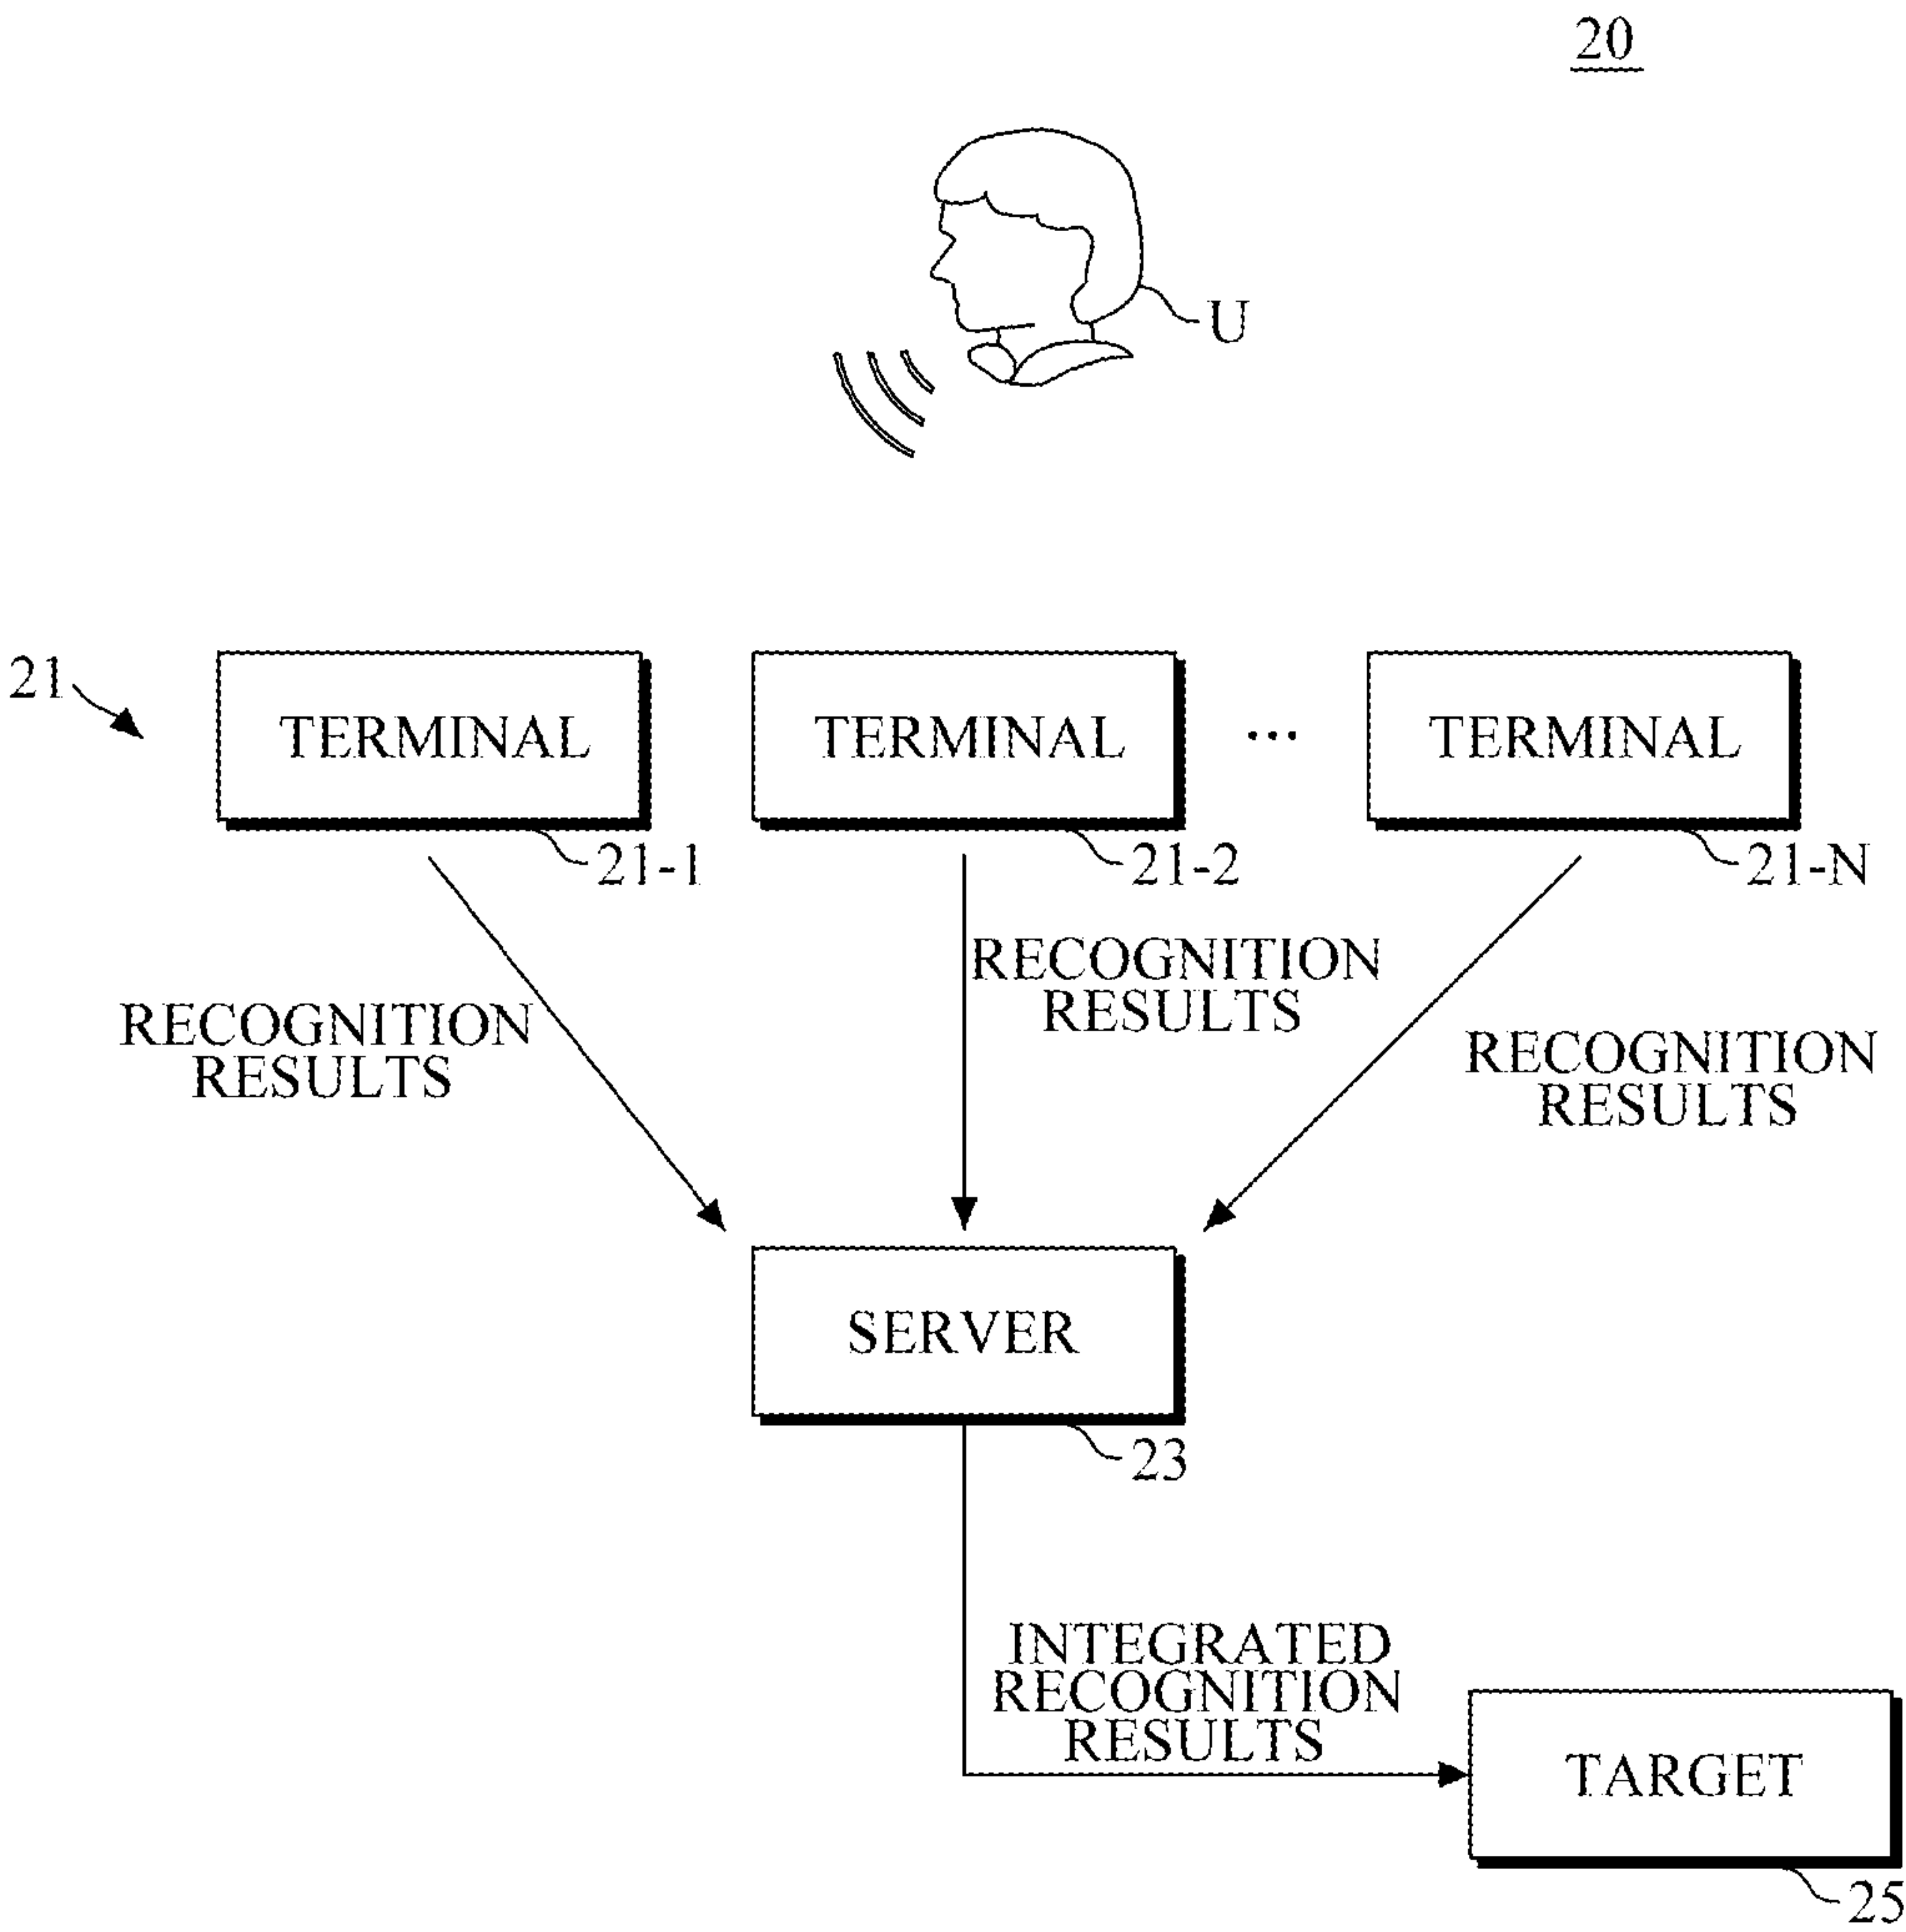 20
U
21
TERMINAL
TERMINAL
...
TERMINAL
21-1
21-2
21-N
RECOGNITION
RESULTS
RECOGNITION
RESULTS
RECOGNITION
RESULTS
SERVER
23
INTEGRATED
RECOGNITION
RESULTS
TARGET
25